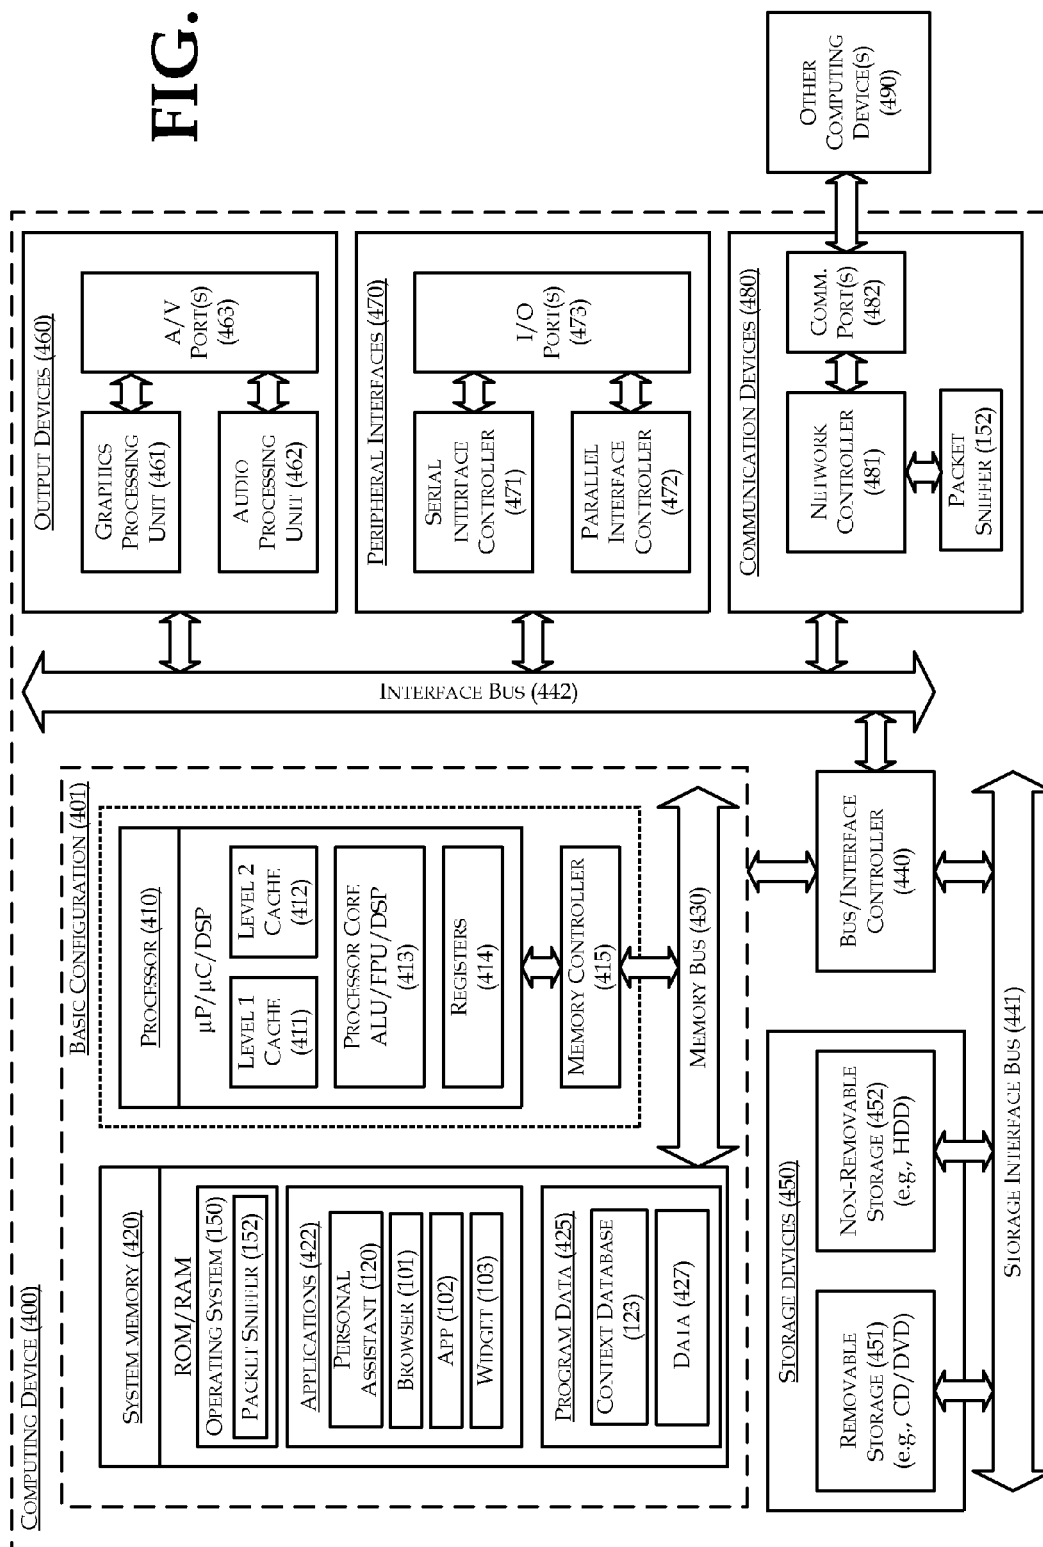 FIG.
COMPUTING DEVICE (400)
BASIC CONFIGURATION (401)
SYSTEM MEMORY (420)
ROM/RAM
OPERATING SYSTEM (150)
PACKET SNIFFER (152)
APPLICATIONS (422)
PERSONAL
ASSISTANT (120)
BROWSER (101)
APP (102)
WIDGET (103)
PROGRAM DATA (425)
CONTEXT DATABASE
(123)
DATA (427)
PROCESSOR (410)
µP/µC/DSP
LEVEL 1
CACHE
(411)
LEVEL 2
CACHE
(412)
PROCESSOR CORE
ALU/FPU/DSP
(413)
REGISTERS
(414)
MEMORY CONTROLLER
(415)
MEMORY BUS (430)
STORAGE DEVICES (450)
REMOVABLE
STORAGE (451)
(e.g., CD/DVD)
NON-REMOVABLE
STORAGE (452)
(e.g., HDD)
BUS/INTERFACE
CONTROLLER
(440)
STORAGE INTERFACE BUS (441)
INTERFACE BUS (442)
OUTPUT DEVICES (460)
GRAPHICS
PROCESSING
UNIT (461)
AUDIO
PROCESSING
UNIT (462)
A/V
PORT(S)
(463)
PERIPHERAL INTERFACES (470)
SERIAL
INTERFACE
CONTROLLER
(471)
PARALLEL
INTERFACE
CONTROLLER
(472)
I/O
PORT(S)
(473)
COMMUNICATION DEVICES (480)
NETWORK
CONTROLLER
(481)
COMM.
PORT(S)
(482)
PACKET
SNIFFER (152)
OTHER
COMPUTING
DEVICE(S)
(490)